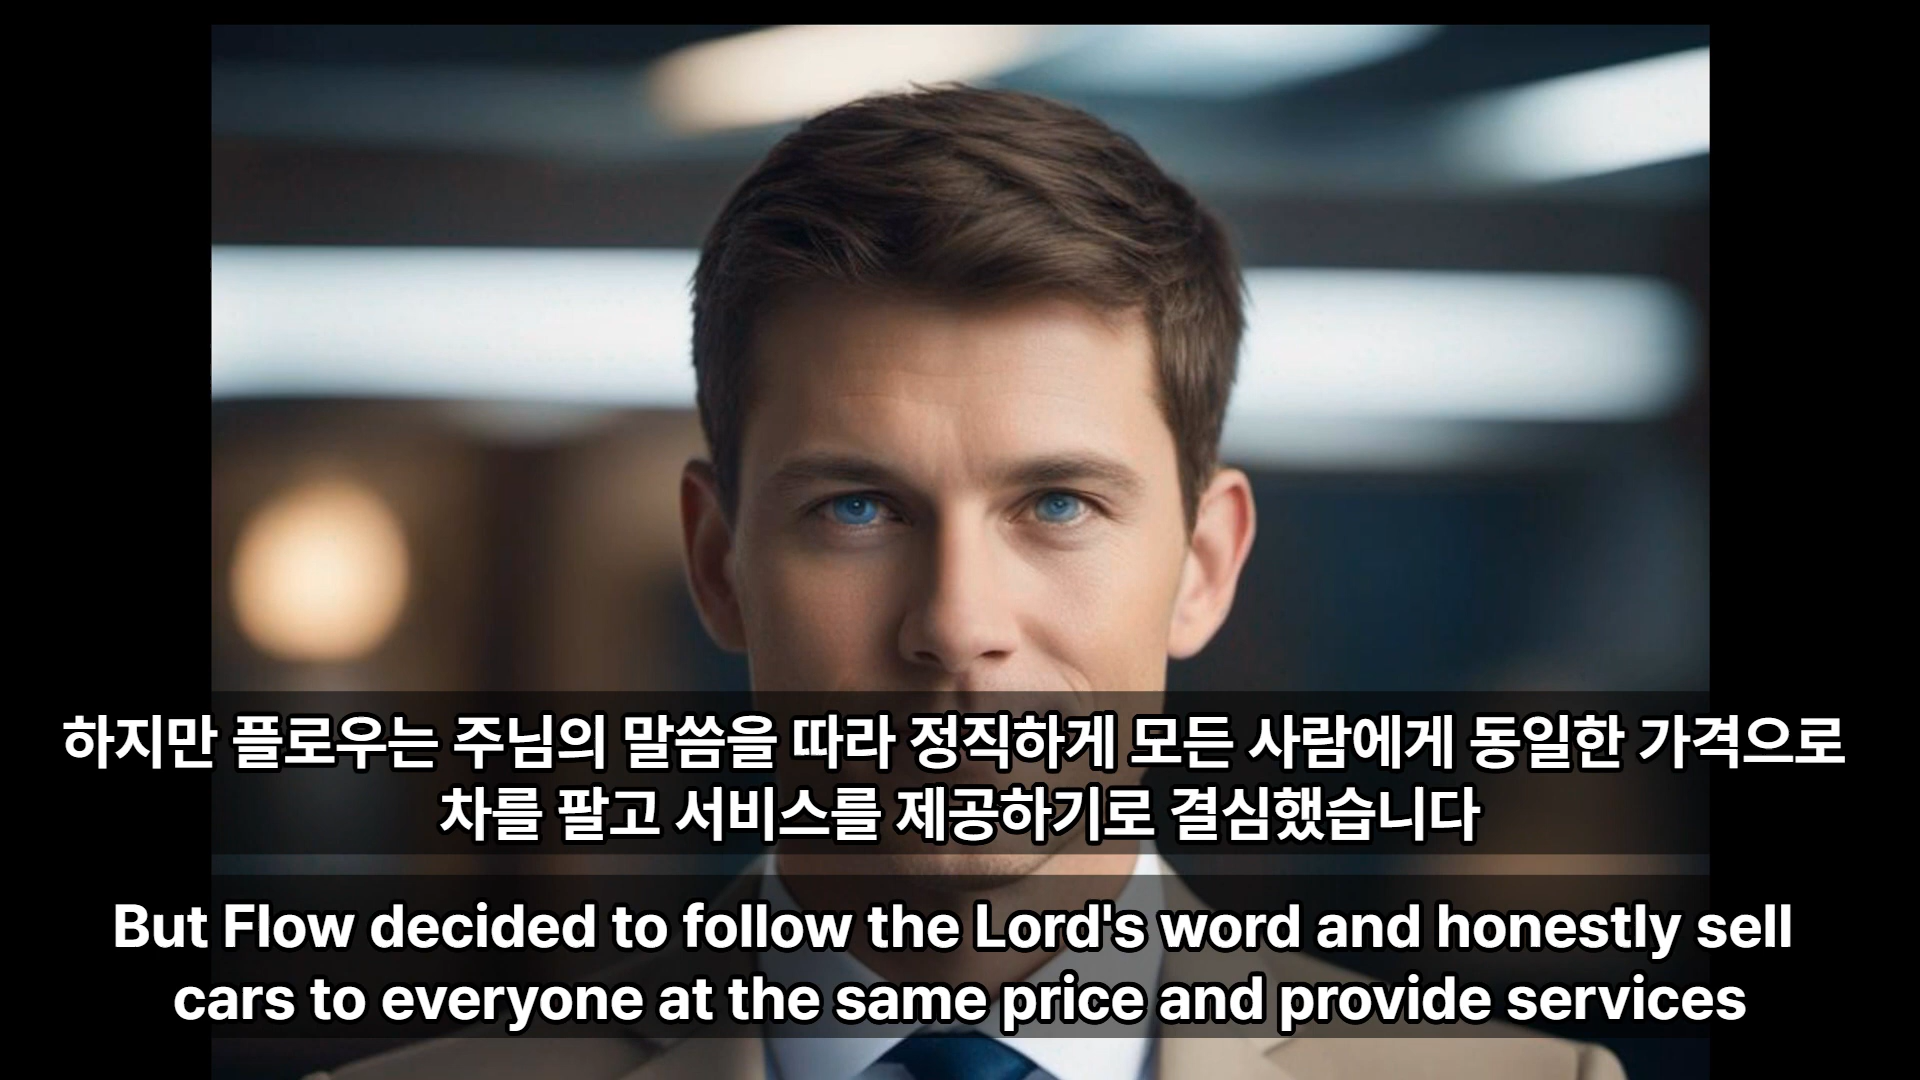 하지만 플로우는 주님의 말씀을 따라 정직하게 모든 사람에게 동일한 가격으로
차를 팔고 서비스를 제공하기로 결심했습니다
But Flow decided to follow the Lord's word and honestly sell
cars to everyone at the same price and provide services